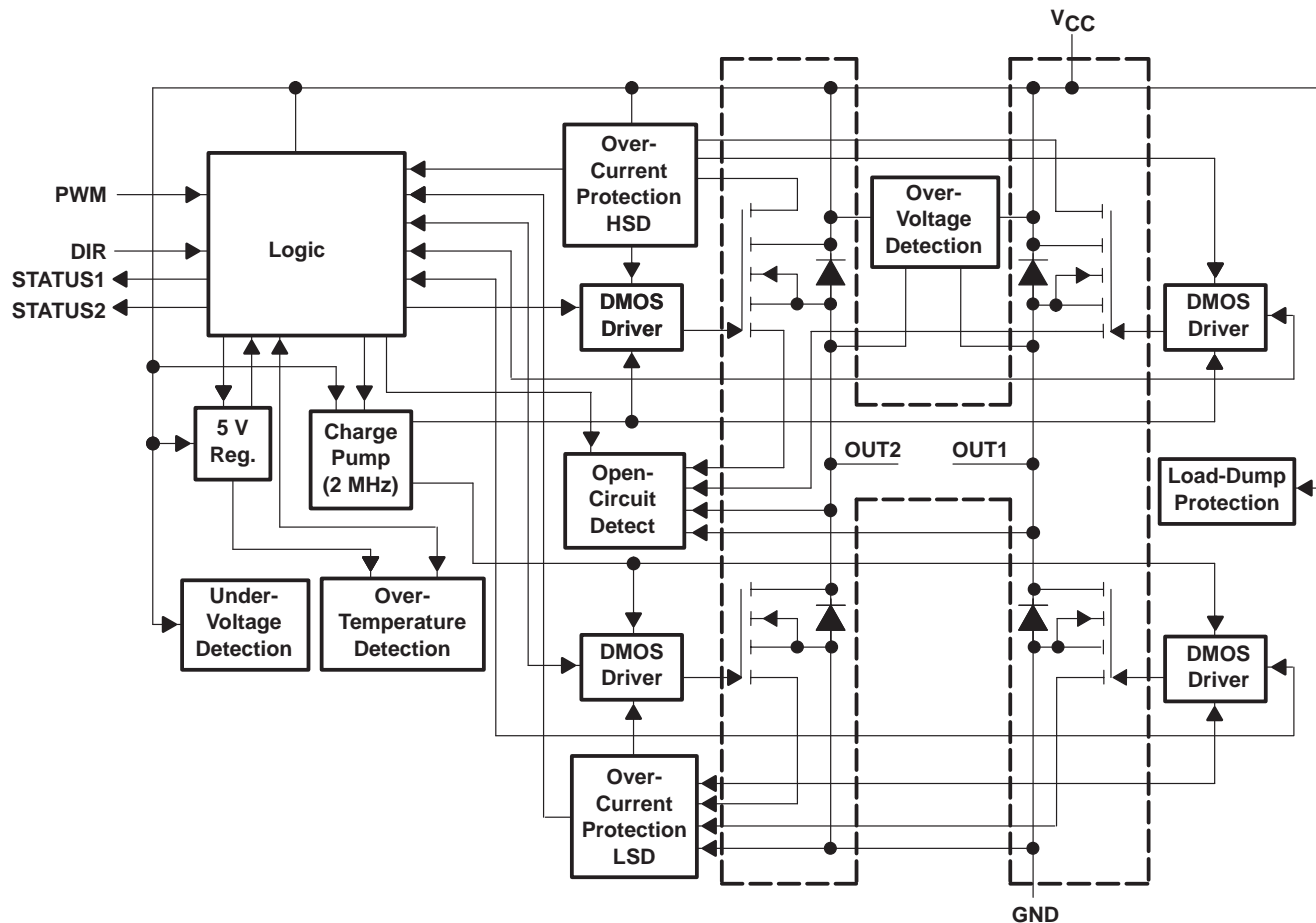 VCC
Over-
Current
Protection
HSD
PWM
DIR
STATUS1
STATUS2
Logic
Over-
Voltage
Detection
DMOS
Driver
DMOS
Driver
5 V
Reg.
Charge
Pump
(2 MHz)
Open-
Circuit
Detect
OUT2
OUT1
Load-Dump
Protection
Under-
Voltage
Detection
Over-
Temperature
Detection
DMOS
Driver
DMOS
Driver
Over-
Current
Protection
LSD
GND